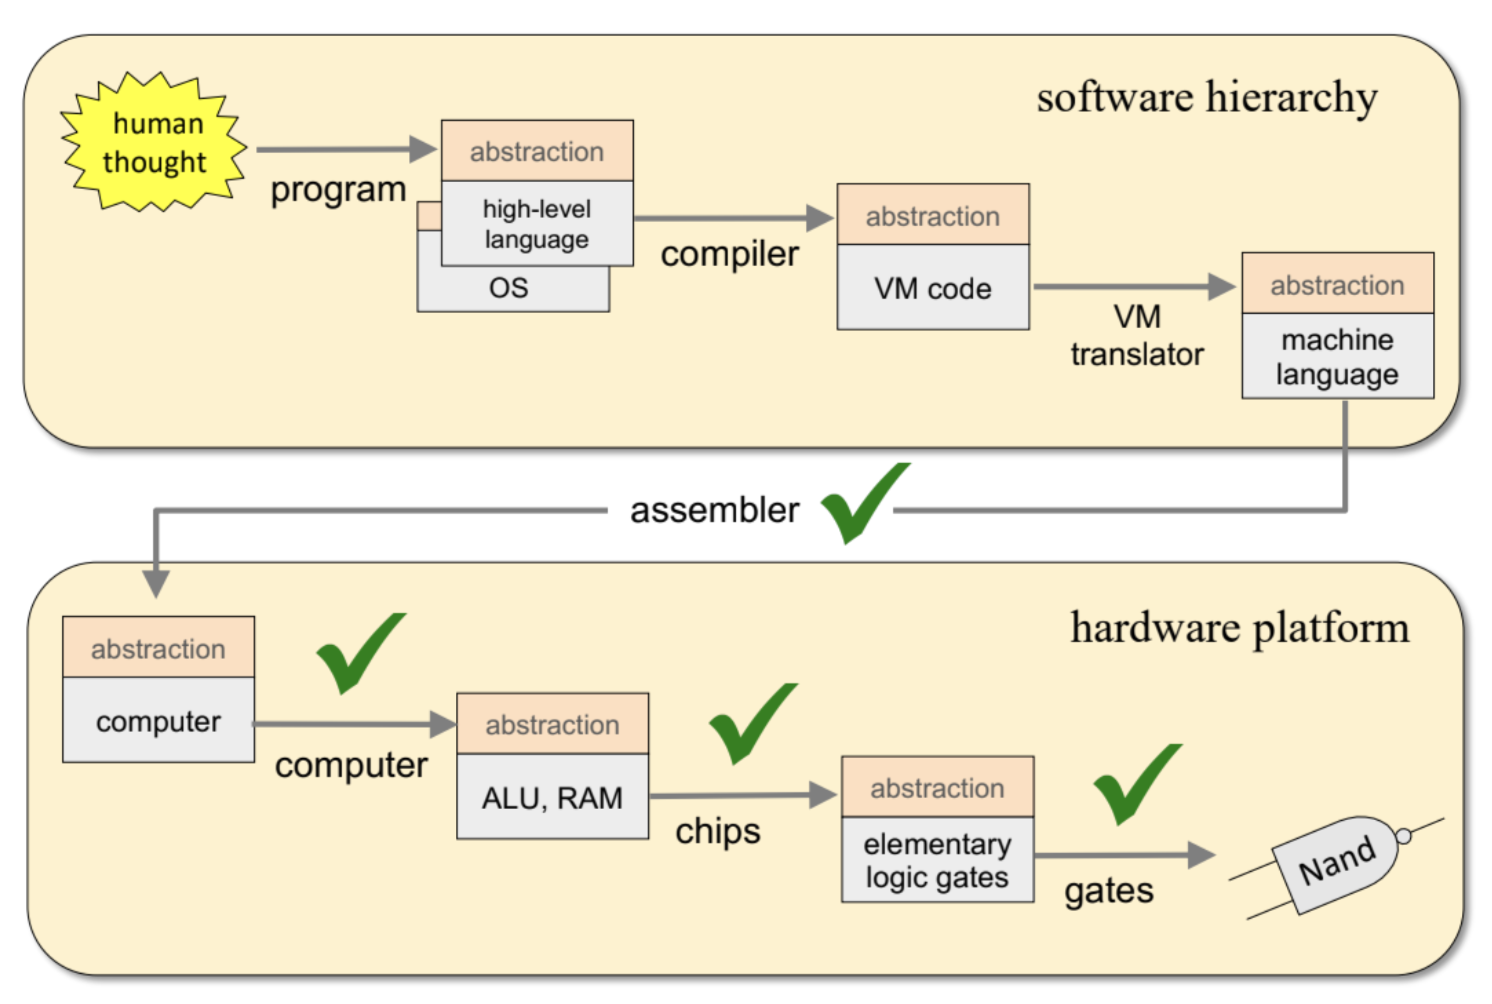 software hierarchy
human
thought
program
abstraction
high-level
language
OS
compiler
abstraction
VM code
VM
translator
abstraction
machine
language
assembler
hardware platform
abstraction
computer
computer
abstraction
ALU, RAM
chips
abstraction
elementary
logic gates
gates
Nand